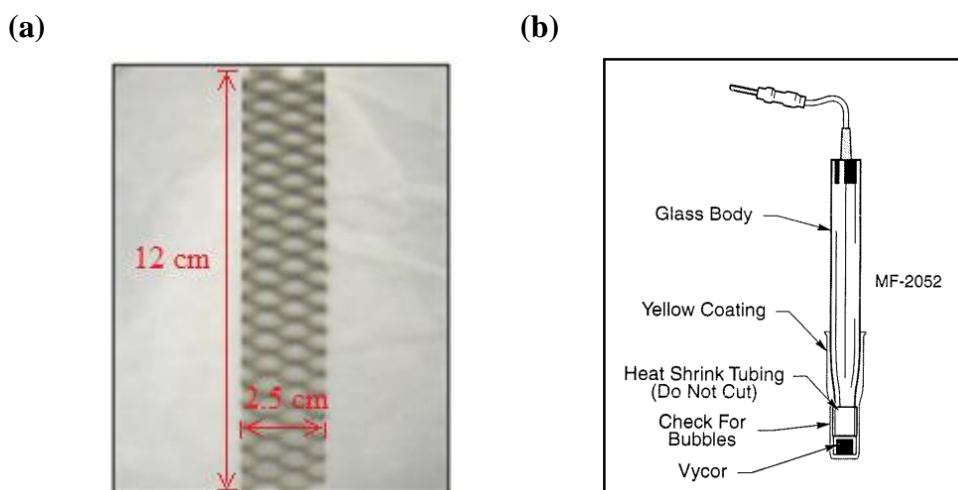 (a)
(b)
12 cm
2.5 cm
Glass Body
MF-2052
Yellow Coating
Heat Shrink Tubing
(Do Not Cut)
Check For
Bubbles
Vycor